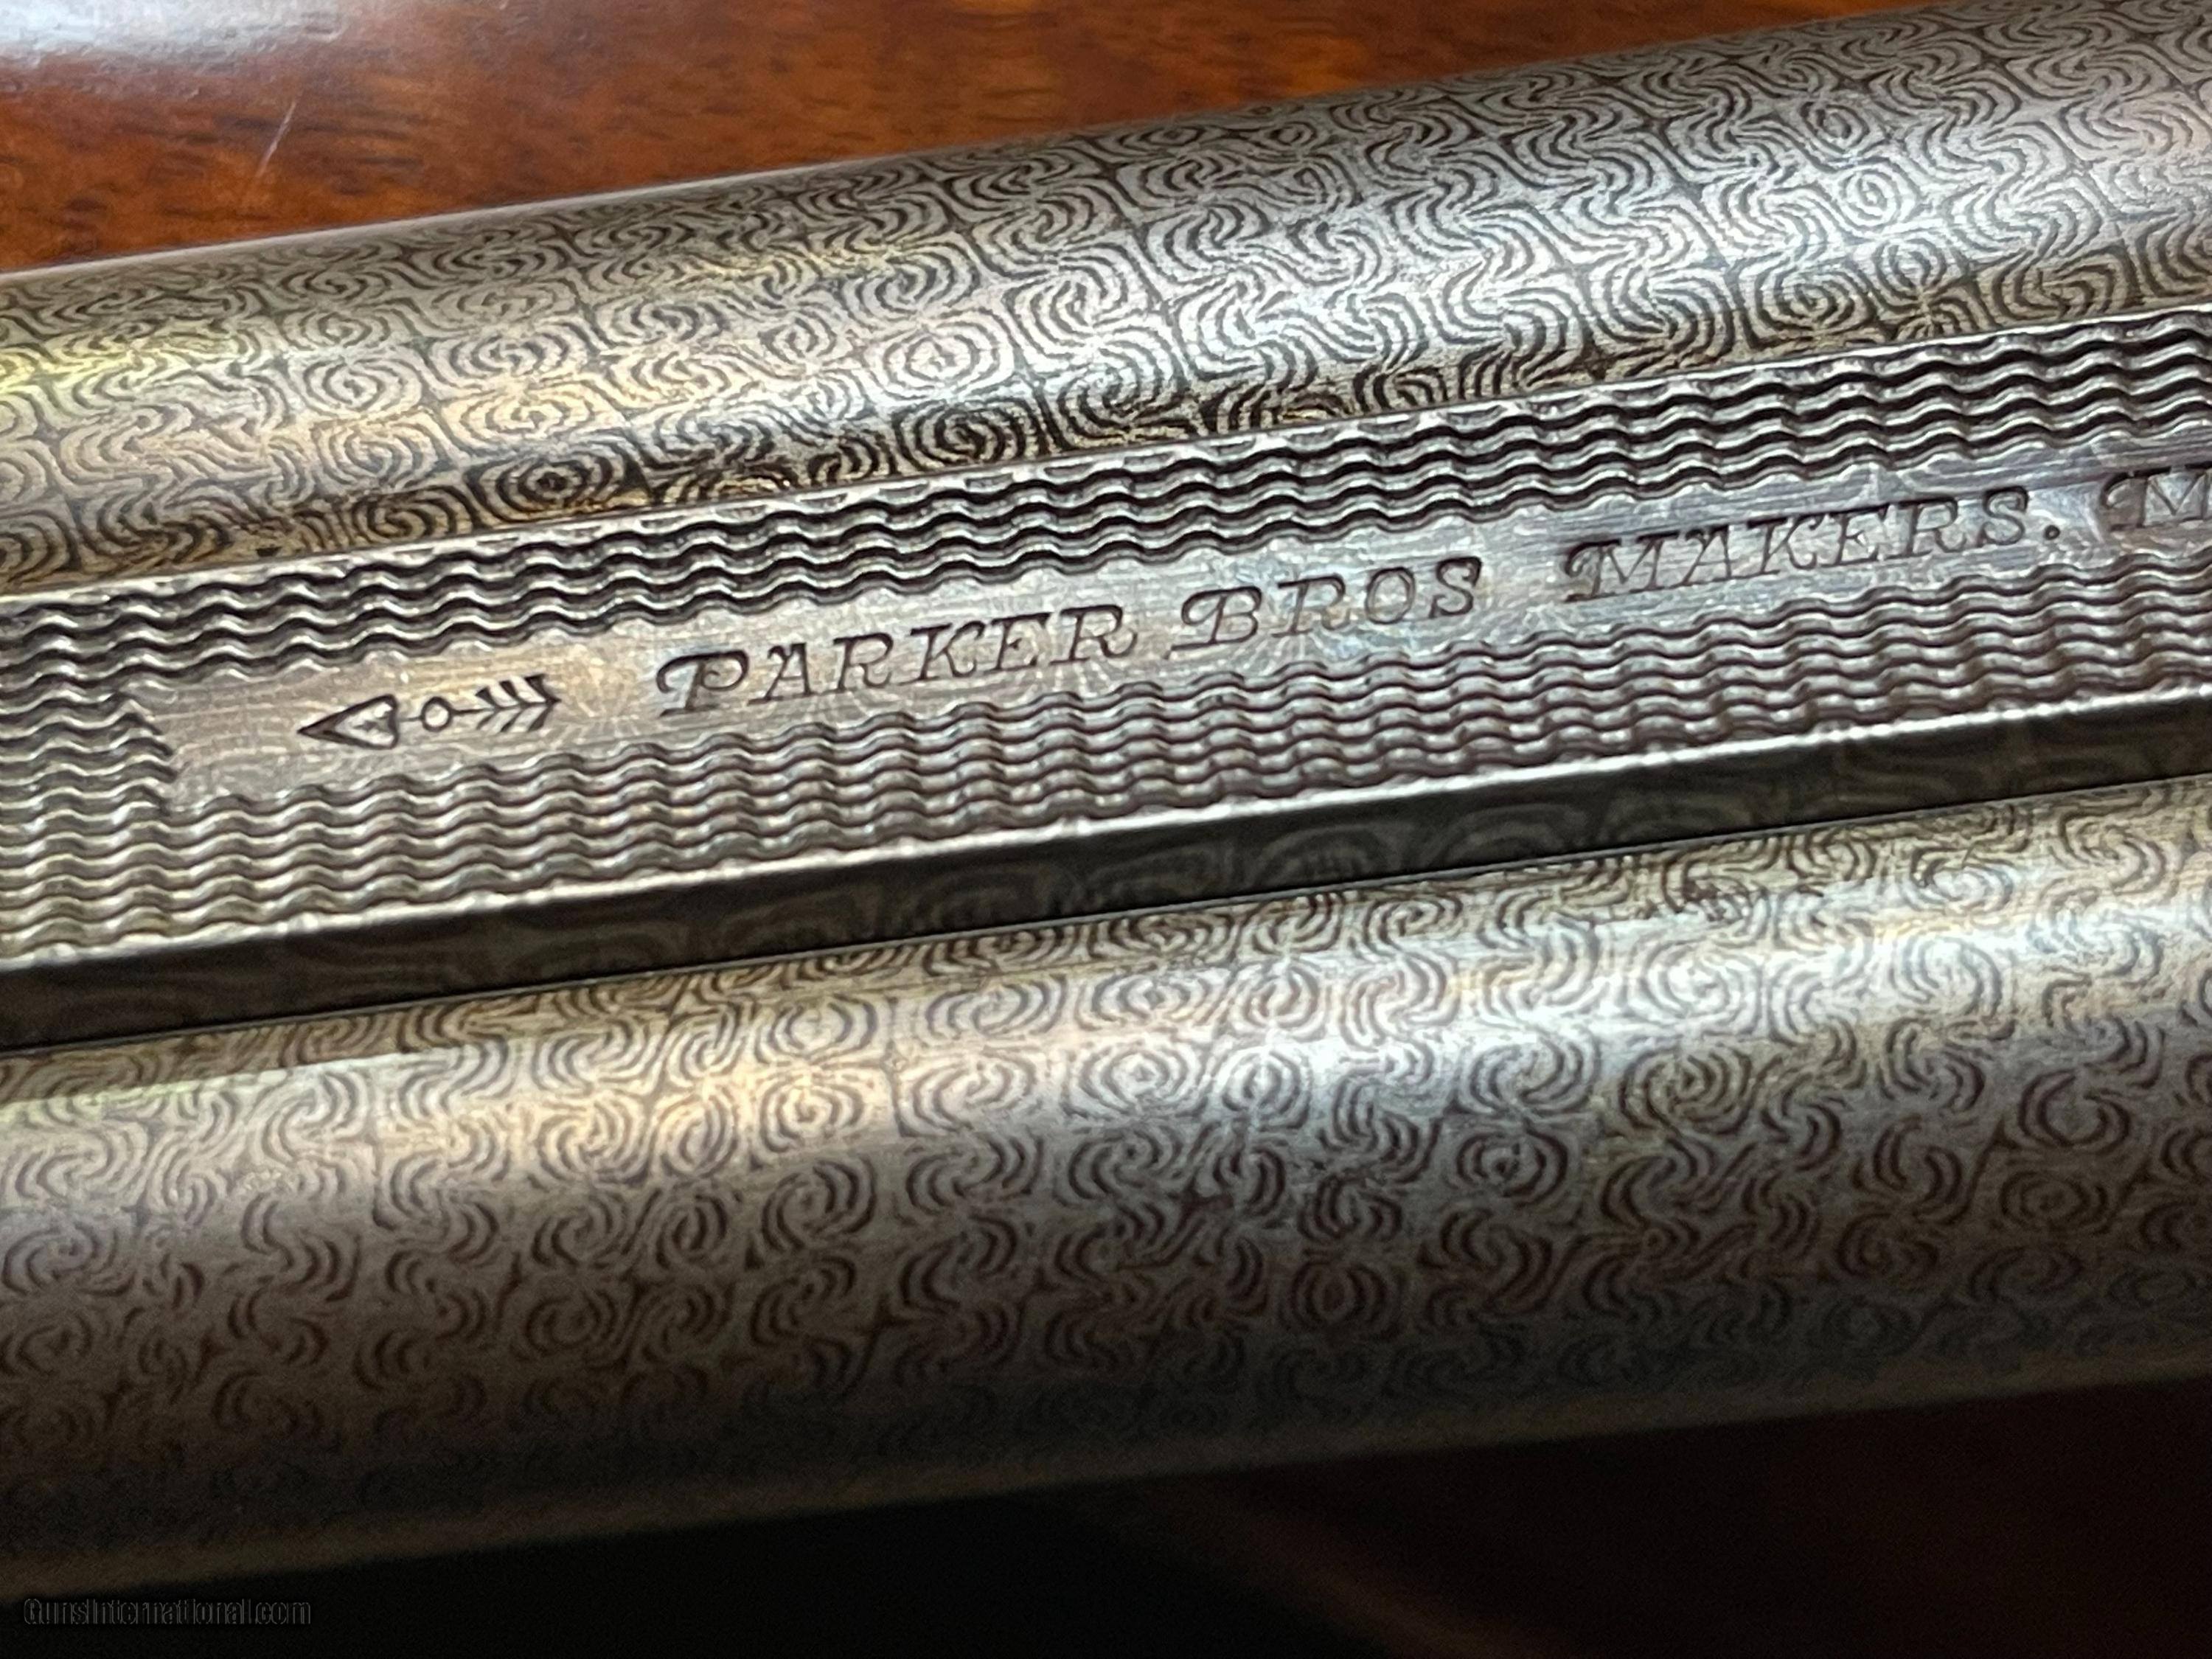 PARKER BROS MAKERS. M
GunsInternational.com